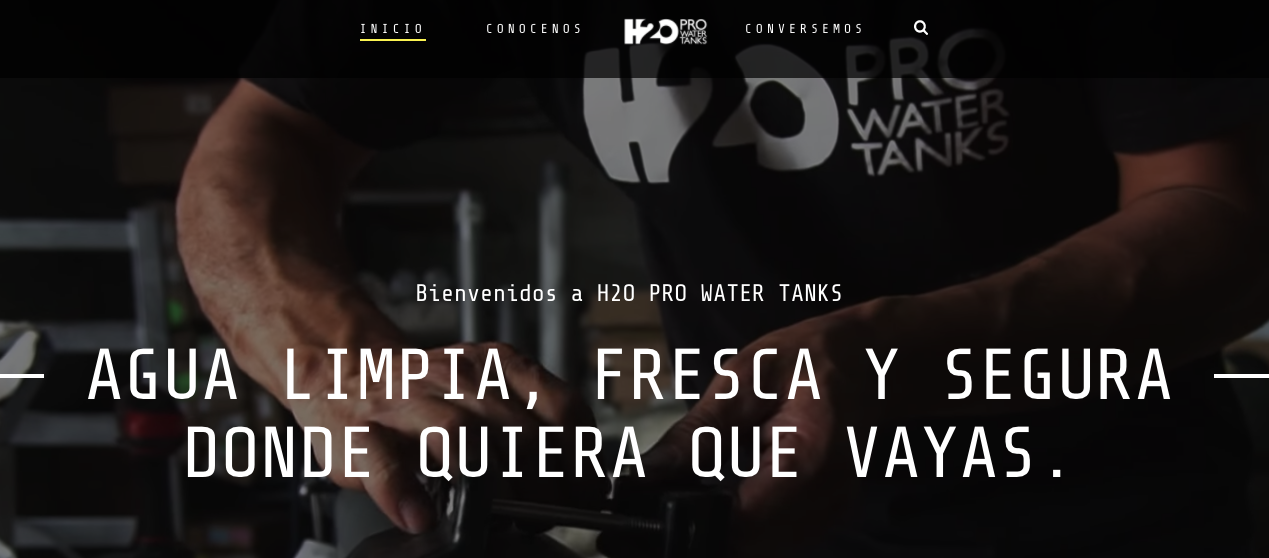 INICIO
CONOCENOS
H2O PRO WATER TANKS
CONVERSEMOS
H2O PRO
WATER
TANKS
Bienvenidos a H2O PRO WATER TANKS
AGUA LIMPIA, FRESCA Y SEGURA
DONDE QUIERA QUE VAYAS.